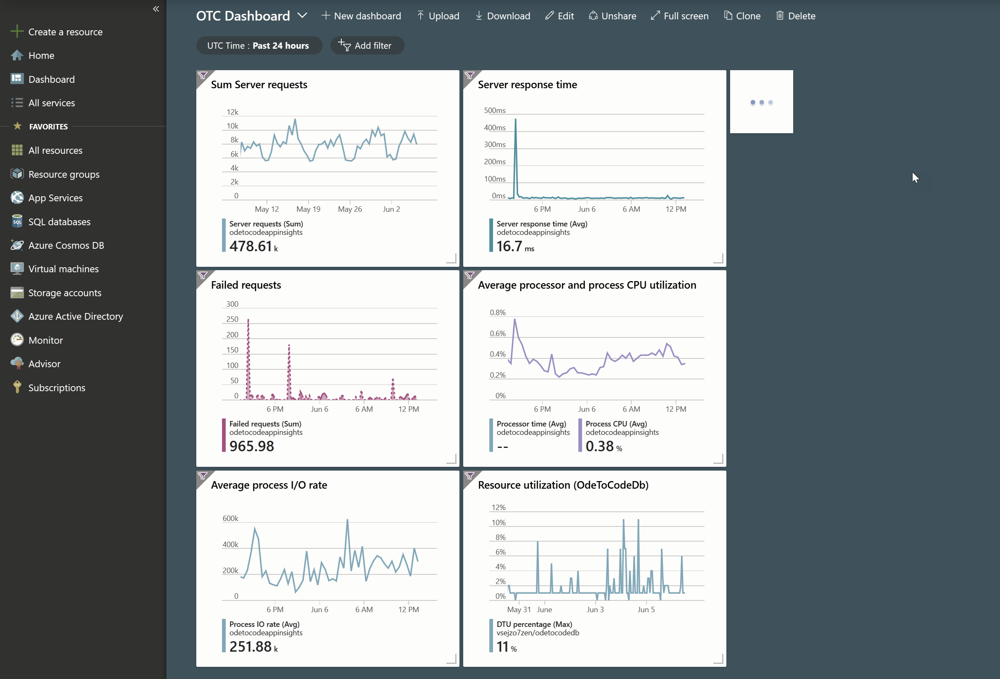 Create a resource
Home
Dashboard
All services
FAVORITES
All resources
Resource groups
App Services
SQL
SQL databases
Azure Cosmos DB
Virtual machines
Storage accounts
Azure Active Directory
Monitor
Advisor
Subscriptions
OTC Dashboard New dashboard Upload Download Edit Unshare Full screen Clone Delete
UTC Time : Past 24 hours Add filter
Sum Server requests
12k
10k
8k
6k
4k
2k
0
May 12 May 19 May 26 Jun 2
Server requests (Sum)
odetocodeappinsights
478.61 k
Server response time
500ms
400ms
300ms
200ms
100ms
0ms
6 PM Jun 6 6 AM 12 PM
Server response time (Avg)
odetocodeappinsights
16.7 ms
Failed requests
300
250
200
150
100
50
0
6 PM Jun 6 6 AM 12 PM
Failed requests (Sum)
odetocodeappinsights
965.98
Average processor and process CPU utilization
0.8%
0.6%
0.4%
0.2%
0%
6 PM Jun 6 6 AM 12 PM
Processor time (Avg)
odetocodeappinsights
--
Process CPU (Avg)
odetocodeappinsights
0.38 %
Average process I/O rate
600k
400k
200k
0
6 PM Jun 6 6 AM 12 PM
Process IO rate (Avg)
odetocodeappinsights
251.88 k
Resource utilization (OdeToCodeDb)
12%
10%
8%
6%
4%
2%
0%
May 31 June Jun 3 Jun 5
DTU percentage (Max)
vsejzo7zen/odetocodedb
11 %